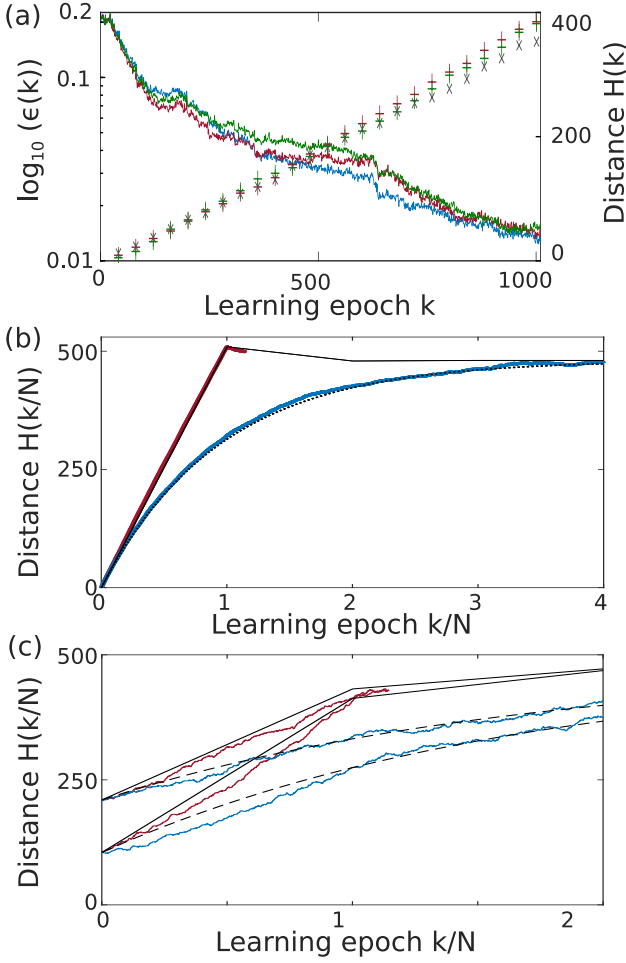 (a)
0.2
0.1
0.01
log10 (ϵ(k))
400
200
0
Distance H(k)
0
500
1000
Learning epoch k
(b)
500
250
0
Distance H(k/N)
0
1
2
3
4
Learning epoch k/N
(c)
500
250
0
Distance H(k/N)
0
1
2
Learning epoch k/N